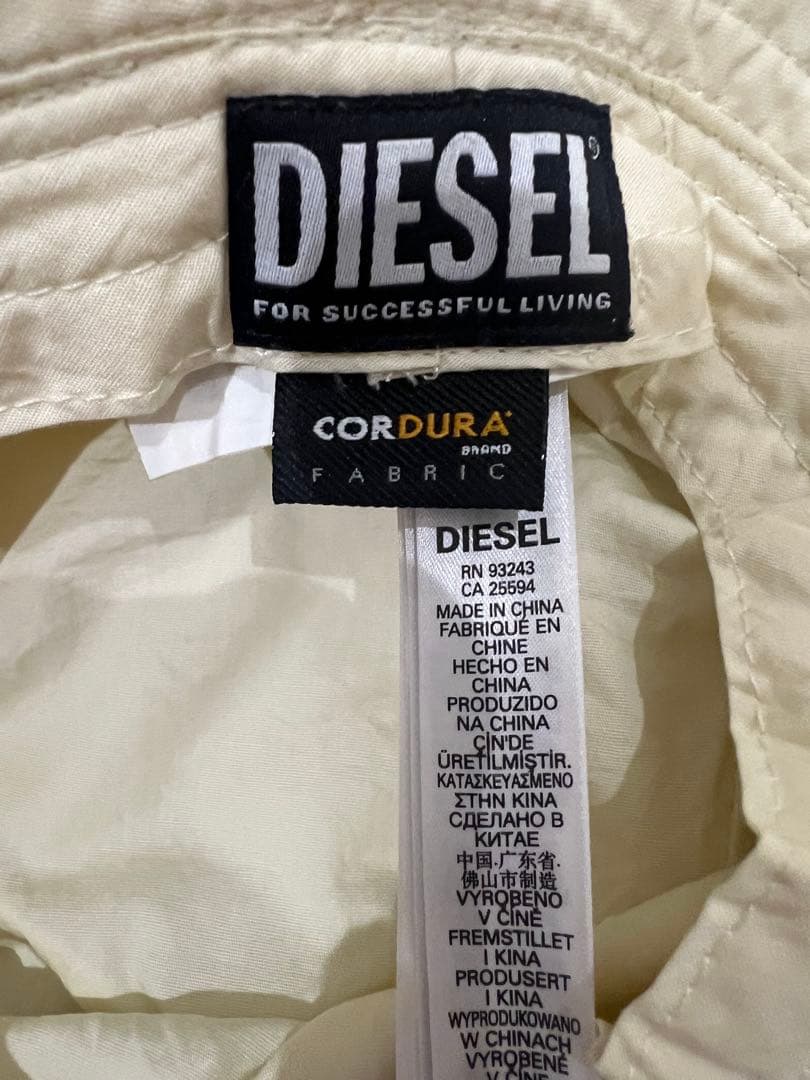 DIESEL®
FOR SUCCESSFUL LIVING
CORDURA®
BRAND
FABRIC
DIESEL
RN 93243
CA 25594
MADE IN CHINA
FABRIQUÉ EN
CHINE
HECHO EN
CHINA
PRODUZIDO
NA CHINA
ÇİN'DE
ÜRETİLMİŞTİR.
ΚΑΤΑΣΚΕΥΑΣΜΕΝΟ
ΣΤΗΝ ΚΙΝΑ
СДЕЛАНО В
КИТАЕ
中国.广东省.
佛山市制造
VYROBENO
V ČÍNĚ
FREMSTILLET
I KINA
PRODUSERT
I KINA
WYPRODUKOWANO
W CHINACH
VYROBENÉ
V ČÍNE